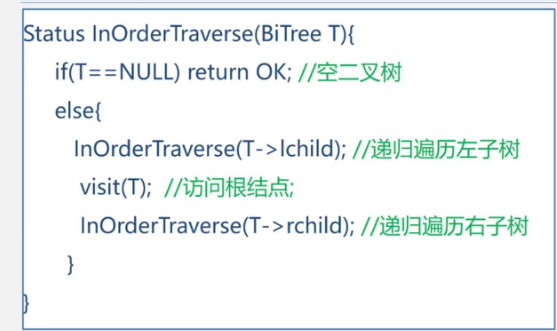 Status InOrderTraverse(BiTree T){
if(T==NULL) return OK; //空二叉树
else{
InOrderTraverse(T->lchild); //递归遍历左子树
visit(T); //访问根结点;
InOrderTraverse(T->rchild); //递归遍历右子树
}
}